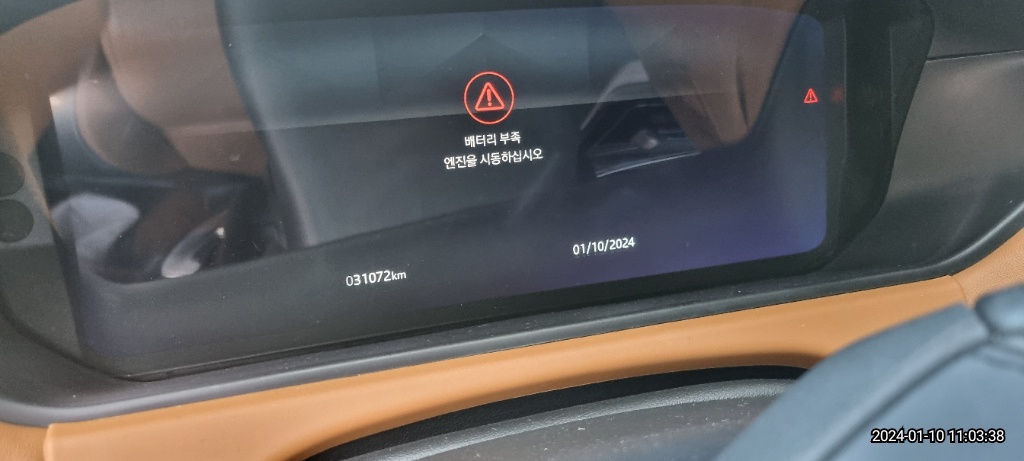 배터리 부족
엔진을 시동하십시오
01/10/2024
031072km
2024-01-10 11:03:38